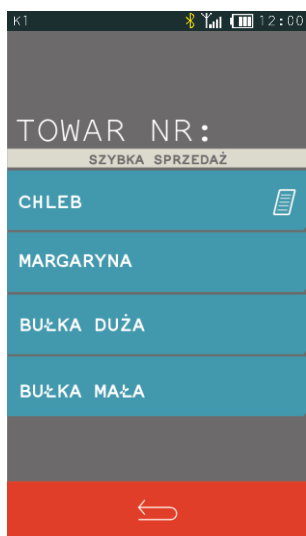 K1 12:00
TOWAR NR:
SZYBKA SPRZEDAŻ
CHLEB
MARGARYNA
BUŁKA DUŻA
BUŁKA MAŁA